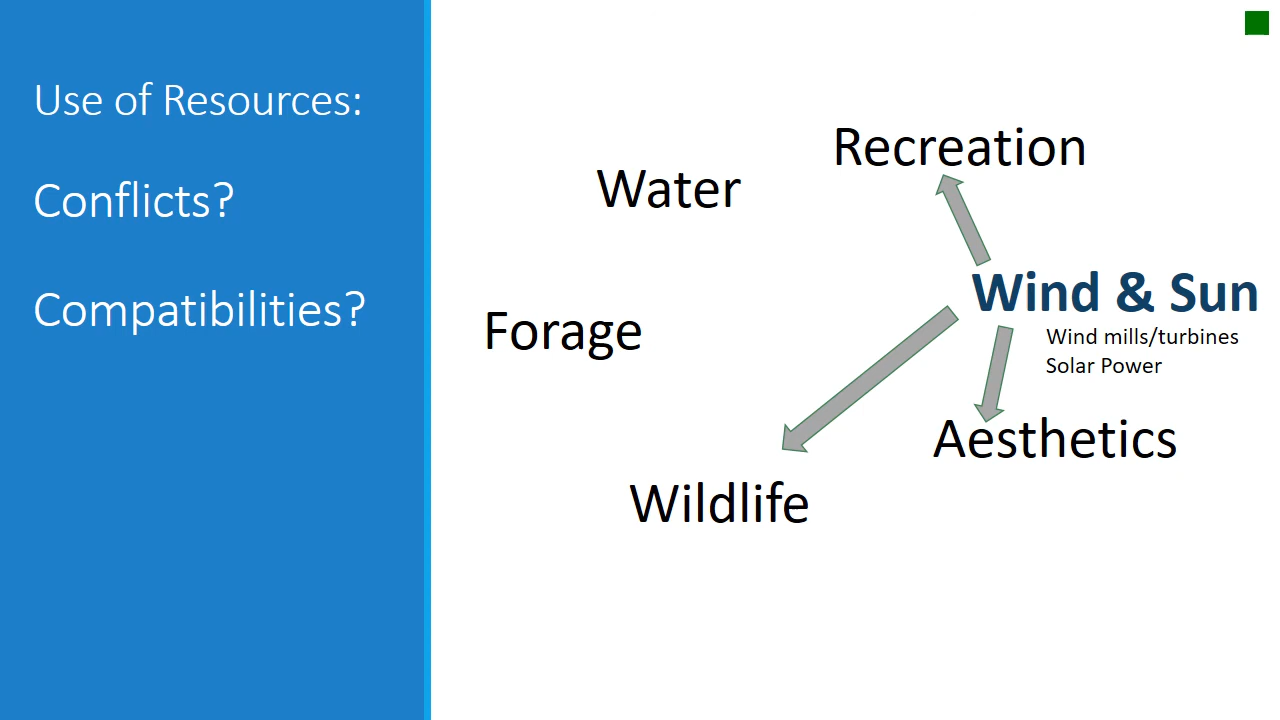 Use of Resources:
Conflicts?
Compatibilities?
Recreation
Water
Wind & Sun
Wind mills/turbines
Solar Power
Forage
Aesthetics
Wildlife